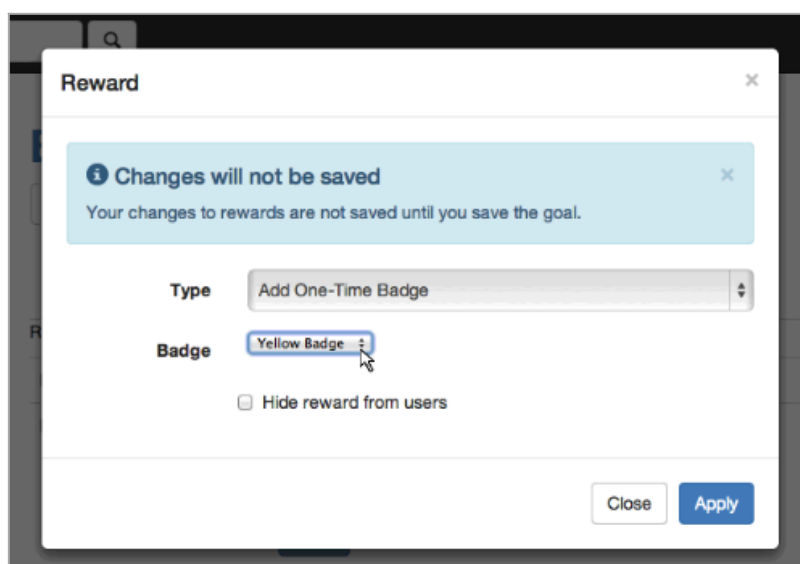 Reward
×
Changes will not be saved
×
Your changes to rewards are not saved until you save the goal.
Type
Add One-Time Badge
Badge
Yellow Badge
Hide reward from users
Close
Apply